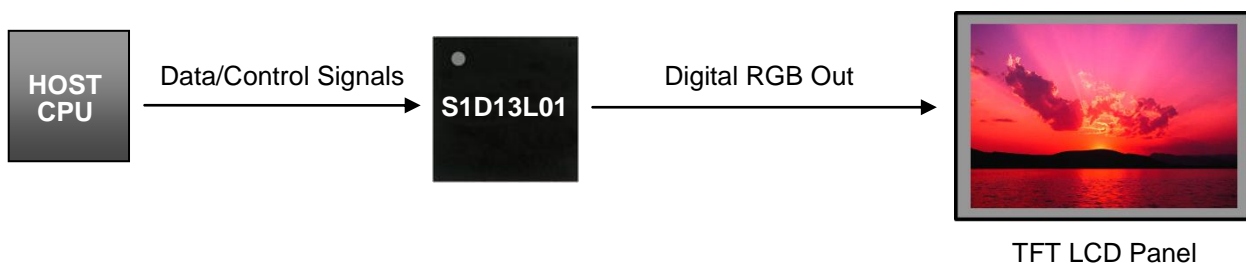 HOST
CPU
Data/Control Signals
S1D13L01
Digital RGB Out
TFT LCD Panel